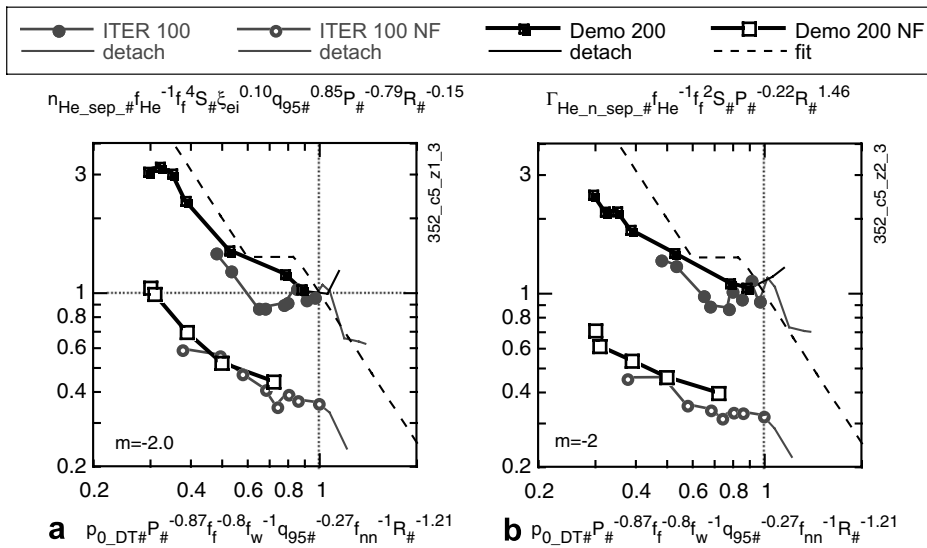 ITER 100 ITER 100 NF Demo 200 Demo 200 NF
detach detach detach fit
n_He_sep_# f_He^-1 f_f^4 S_# ξ_ei^0.10 q_95#^0.85 P_#^-0.79 R_#^-0.15
Γ_He_n_sep_# f_He^-1 f_f^2 S_# P_#^-0.22 R_#^1.46
3
1
0.8
0.6
0.4
0.2
m=-2.0
352_c5_z1_3
0.2 0.4 0.6 0.8 1
a p_0_DT# P_#^-0.87 f_f^-0.8 f_w^-1 q_95#^-0.27 f_nn^-1 R_#^-1.21
3
1
0.8
0.6
0.4
0.2
m=-2
352_c5_z2_3
0.2 0.4 0.6 0.8 1
b p_0_DT# P_#^-0.87 f_f^-0.8 f_w^-1 q_95#^-0.27 f_nn^-1 R_#^-1.21